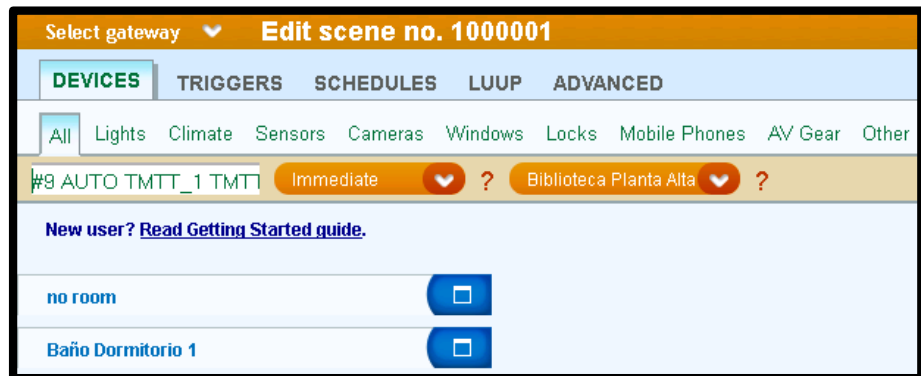 Select gateway Edit scene no. 1000001
DEVICES TRIGGERS SCHEDULES LUUP ADVANCED
All Lights Climate Sensors Cameras Windows Locks Mobile Phones AV Gear Other
#9 AUTO TMTT_1 TMTT Immediate ? Biblioteca Planta Alta ?
New user? Read Getting Started guide.
no room
Baño Dormitorio 1